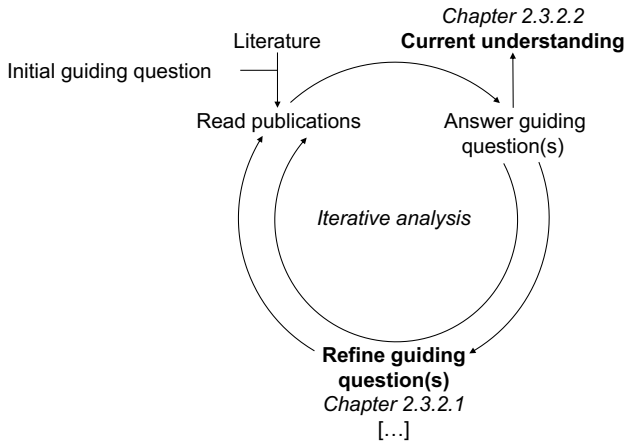 Chapter 2.3.2.2
Literature
Current understanding
Initial guiding question
Read publications
Answer guiding
question(s)
Iterative analysis
Refine guiding
question(s)
Chapter 2.3.2.1
[…]